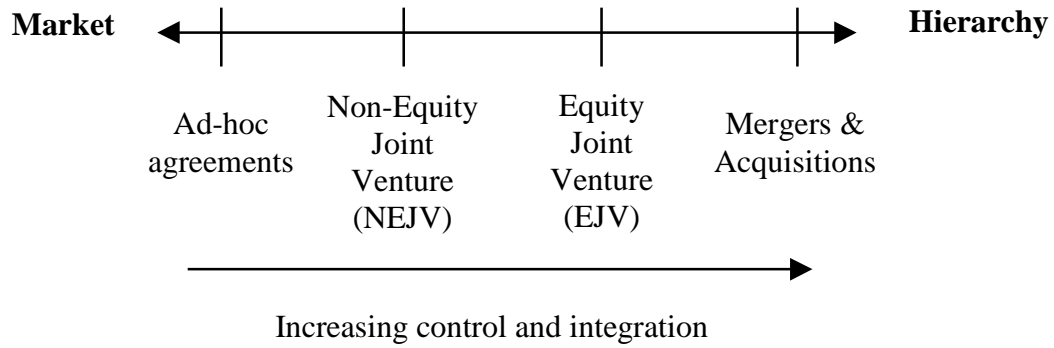 Market
Hierarchy
Ad-hoc
agreements
Non-Equity
Joint
Venture
(NEJV)
Equity
Joint
Venture
(EJV)
Mergers &
Acquisitions
Increasing control and integration